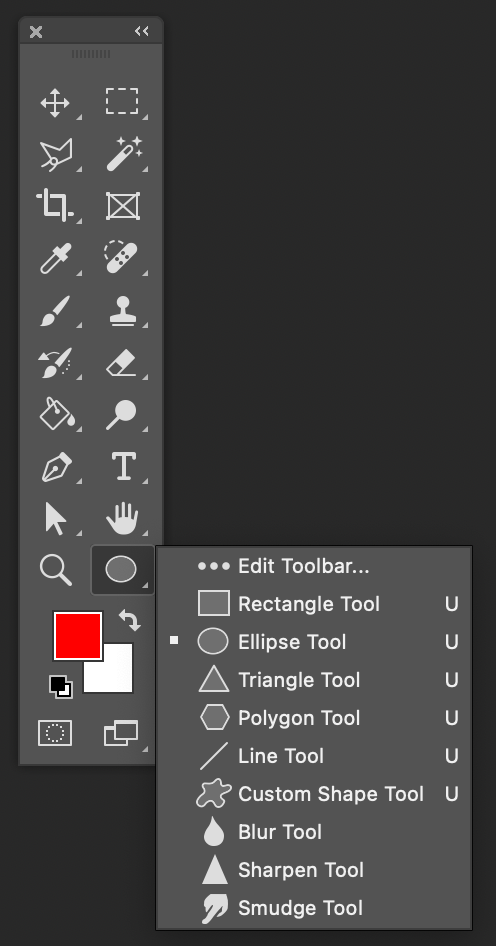 Edit Toolbar...
Rectangle Tool U
Ellipse Tool U
Triangle Tool U
Polygon Tool U
Line Tool U
Custom Shape Tool U
Blur Tool
Sharpen Tool
Smudge Tool